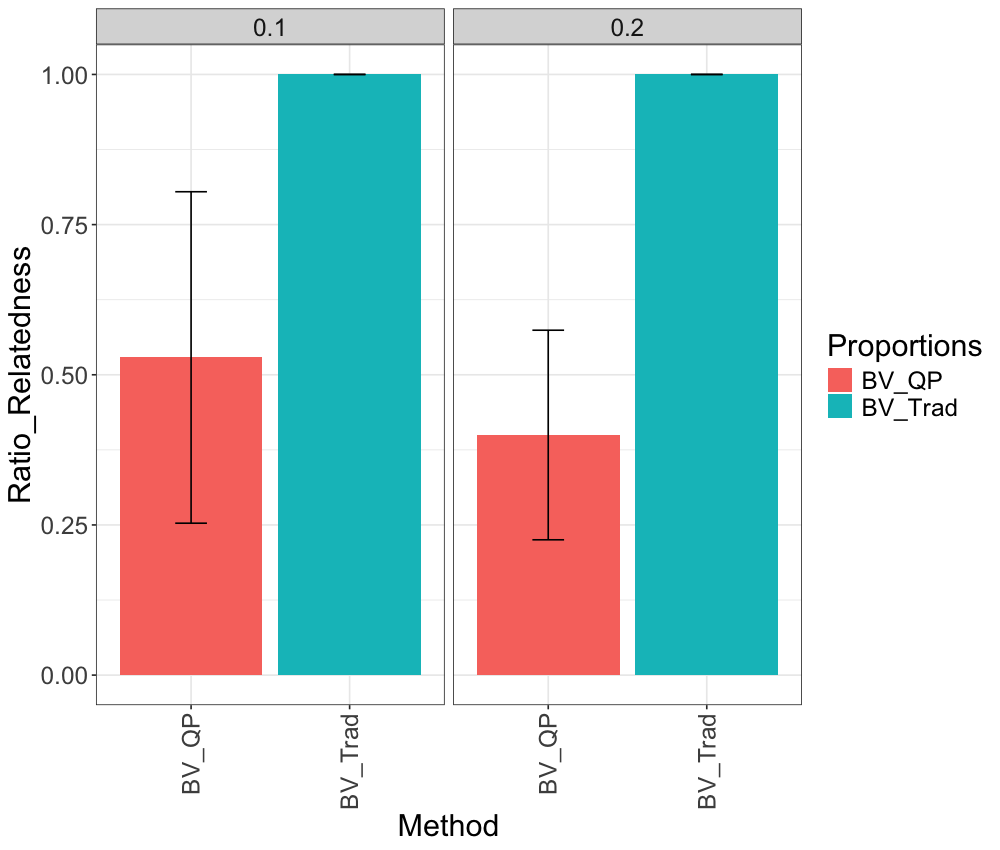 0.1
0.2
1.00
0.75
0.50
0.25
0.00
Ratio_Relatedness
BV_QP
BV_Trad
BV_QP
BV_Trad
Method
Proportions
BV_QP
BV_Trad